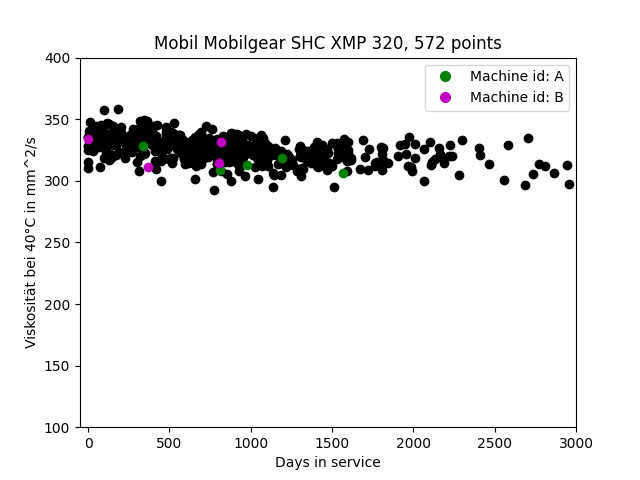 Mobil Mobilgear SHC XMP 320, 572 points
Viskosität bei 40°C in mm^2/s
400
350
300
250
200
150
100
Machine id: A
Machine id: B
0 500 1000 1500 2000 2500 3000
Days in service